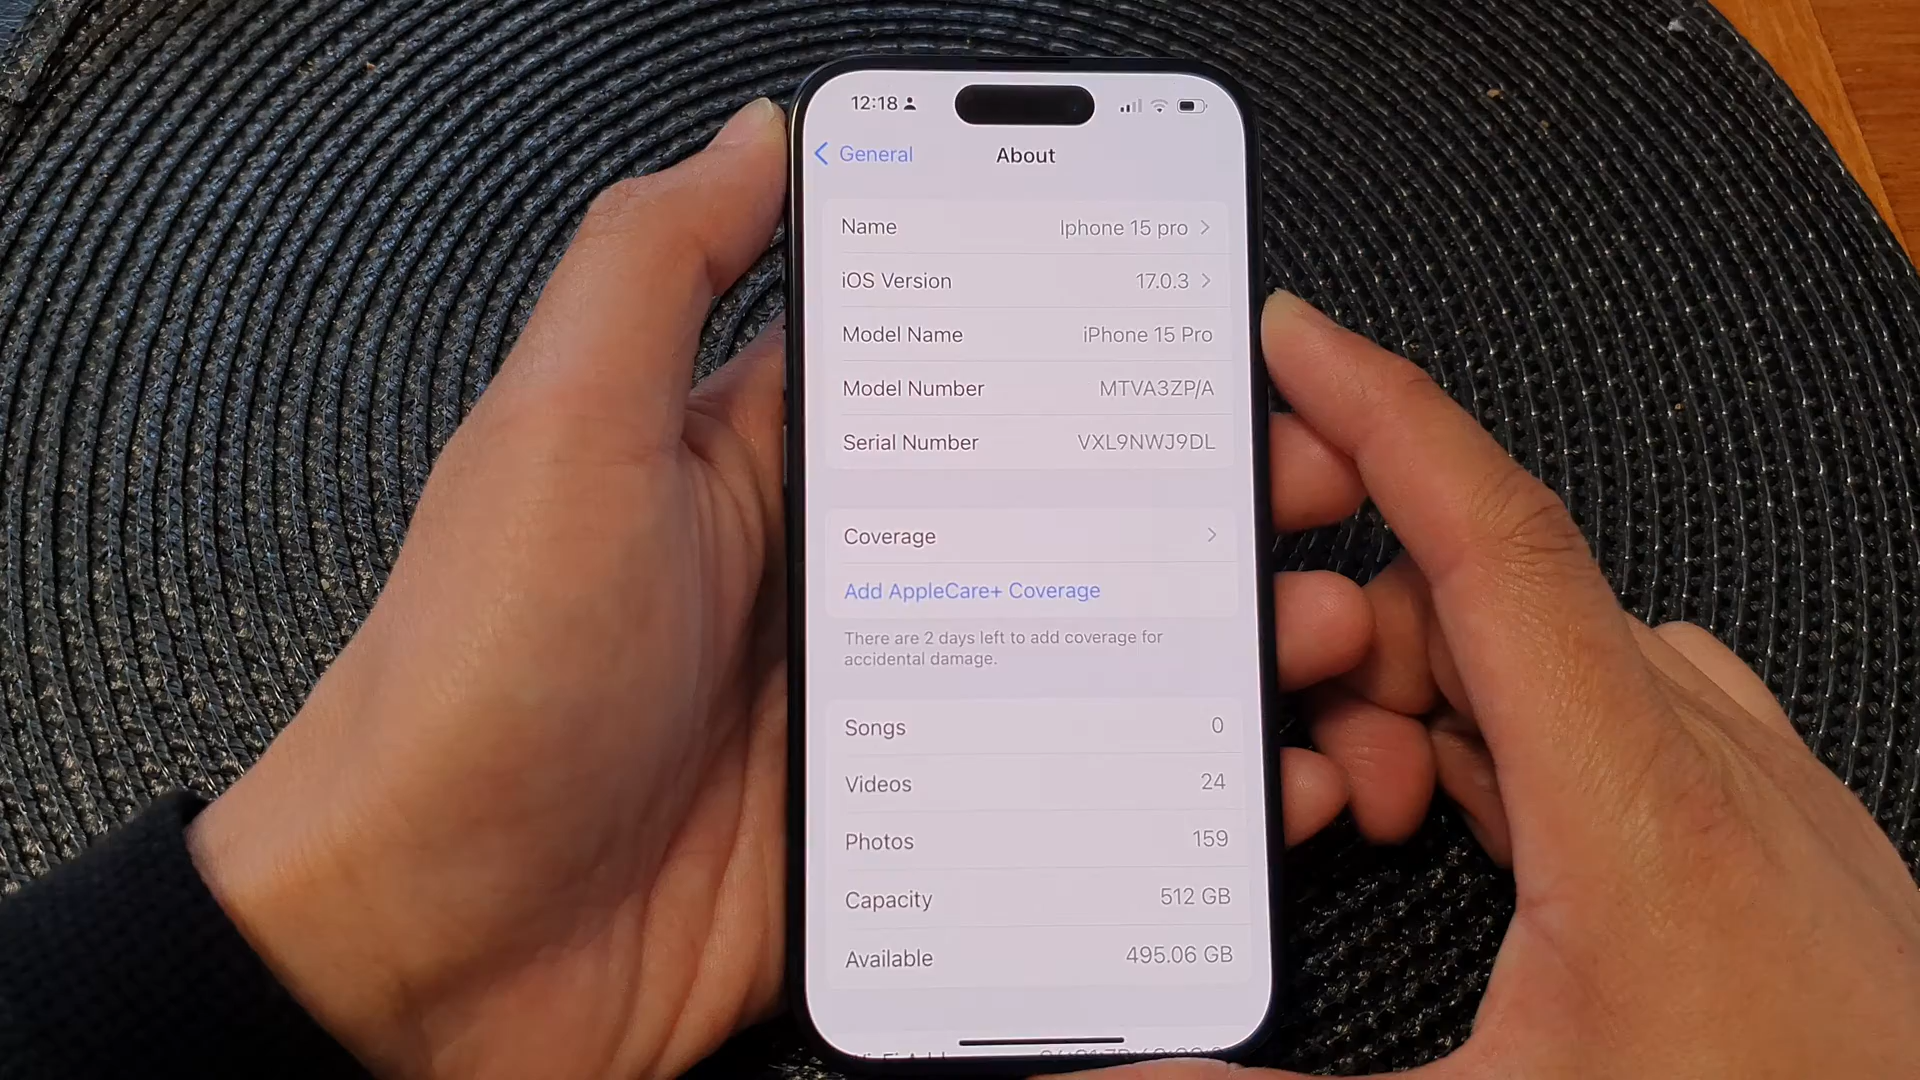 12:18
General
About
Name Iphone 15 pro
iOS Version 17.0.3
Model Name iPhone 15 Pro
Model Number MTVA3ZP/A
Serial Number VXL9NWJ9DL
Coverage
Add AppleCare+ Coverage
There are 2 days left to add coverage for
accidental damage.
Songs 0
Videos 24
Photos 159
Capacity 512 GB
Available 495.06 GB